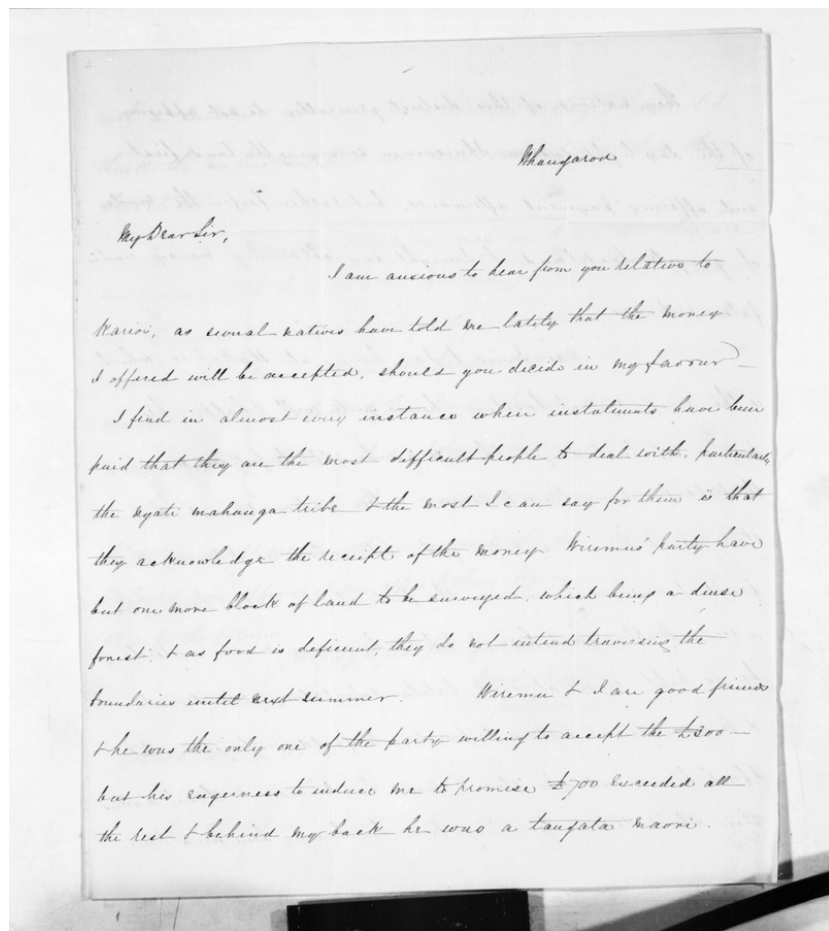 Whangaroa
My Dear Sir,
I am anxious to hear from you relative to
Karioi, as several natives have told me lately that the money
I offered will be accepted, should you decide in my favour —
I find in almost every instance when instalments have been
paid that they are the most difficult people to deal with, particularly
the ngati mahanga tribe & the most I can say for them is that
they acknowledge the receipt of the money. Wiremus' party have
but one more block of land to be surveyed, which being a dense
forest, & as food is deficient, they do not intend traversing the
boundaries until next summer. Wiremu & I are good friends
& he was the only one of the party willing to accept the £300 —
but his eagerness to induce me to promise £700 exceeded all
the rest & behind my back he was a tangata maori.